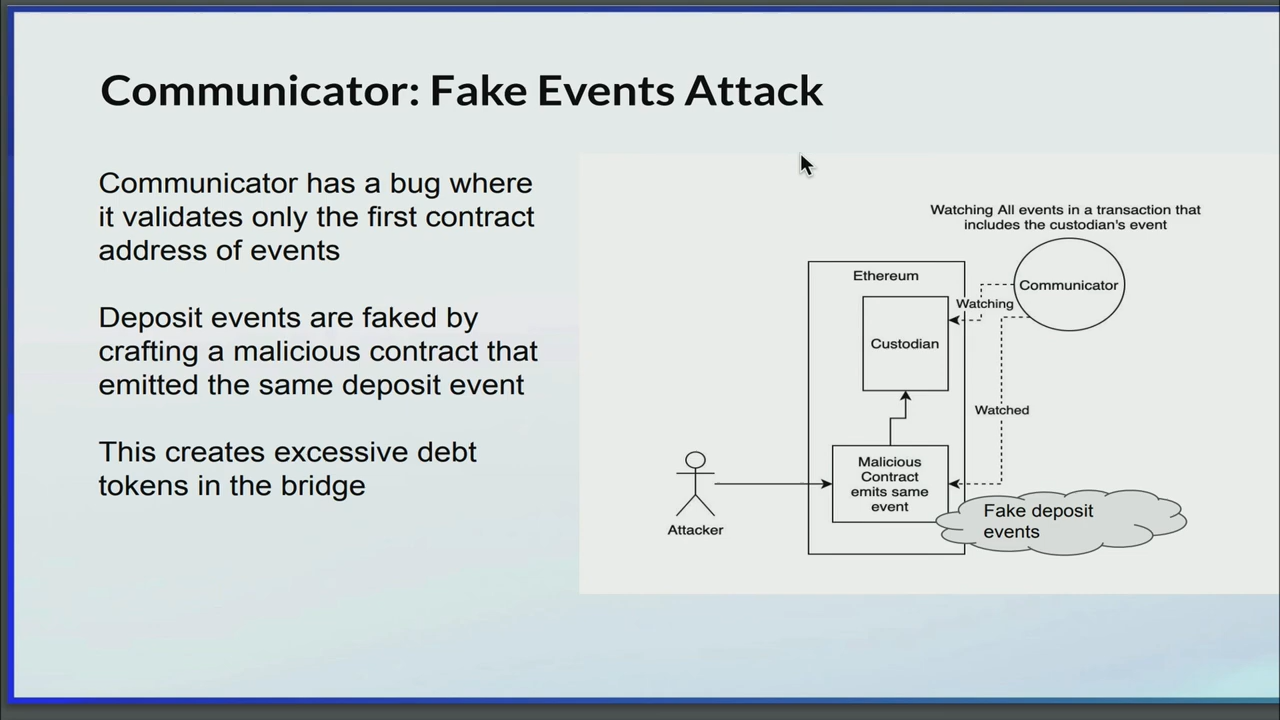 Communicator: Fake Events Attack
Communicator has a bug where
it validates only the first contract
address of events
Deposit events are faked by
crafting a malicious contract that
emitted the same deposit event
This creates excessive debt
tokens in the bridge
Watching All events in a transaction that
includes the custodian's event
Ethereum
Communicator
Watching
Custodian
Watched
Malicious
Contract
emits same
event
Attacker
Fake deposit
events